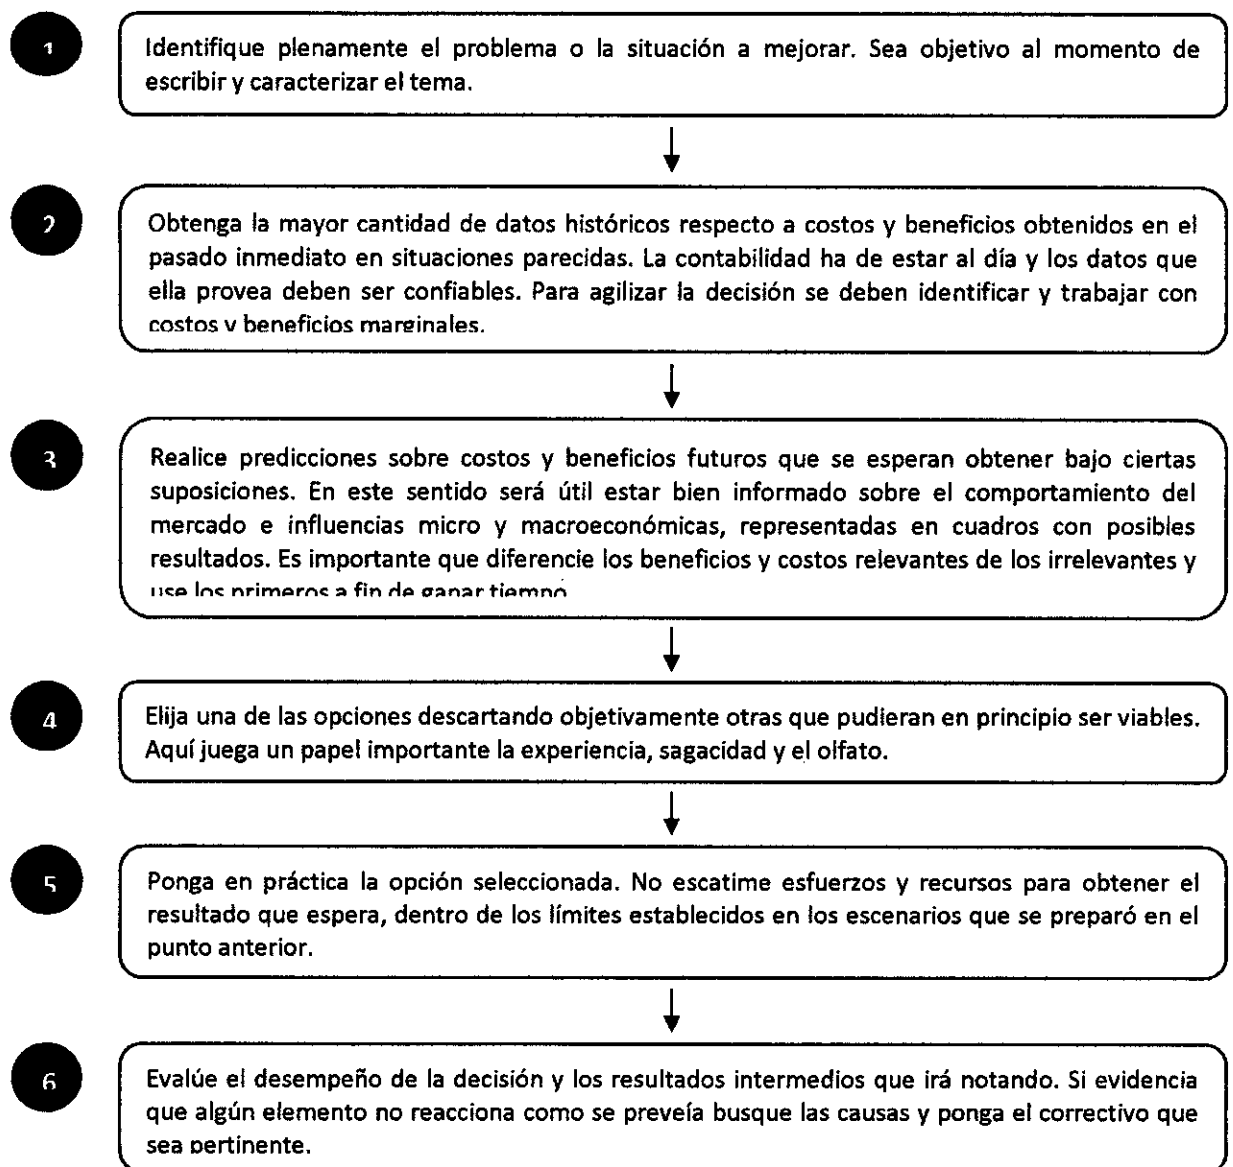 1
Identifique plenamente el problema o la situación a mejorar. Sea objetivo al momento de
escribir y caracterizar el tema.
2
Obtenga la mayor cantidad de datos históricos respecto a costos y beneficios obtenidos en el
pasado inmediato en situaciones parecidas. La contabilidad ha de estar al día y los datos que
ella provea deben ser confiables. Para agilizar la decisión se deben identificar y trabajar con
costos y beneficios marginales.
3
Realice predicciones sobre costos y beneficios futuros que se esperan obtener bajo ciertas
suposiciones. En este sentido será útil estar bien informado sobre el comportamiento del
mercado e influencias micro y macroeconómicas, representadas en cuadros con posibles
resultados. Es importante que diferencie los beneficios y costos relevantes de los irrelevantes y
use los primeros a fin de ganar tiempo
4
Elija una de las opciones descartando objetivamente otras que pudieran en principio ser viables.
Aquí juega un papel importante la experiencia, sagacidad y el olfato.
5
Ponga en práctica la opción seleccionada. No escatime esfuerzos y recursos para obtener el
resultado que espera, dentro de los límites establecidos en los escenarios que se preparó en el
punto anterior.
6
Evalúe el desempeño de la decisión y los resultados intermedios que irá notando. Si evidencia
que algún elemento no reacciona como se preveía busque las causas y ponga el correctivo que
sea pertinente.